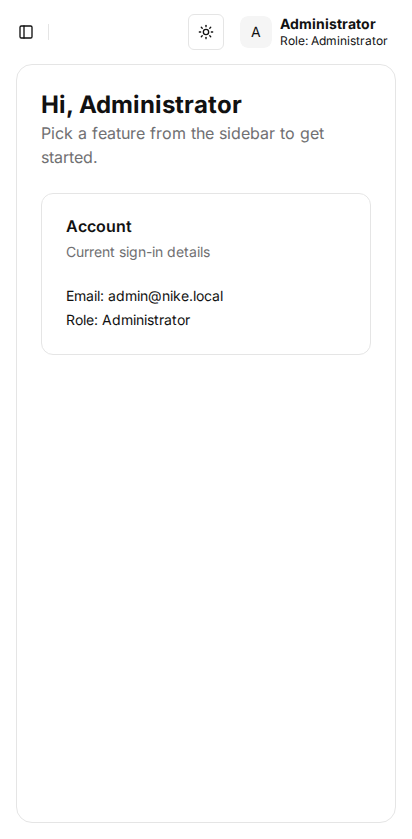 A
Administrator
Role: Administrator
Hi, Administrator
Pick a feature from the sidebar to get
started.
Account
Current sign-in details
Email: admin@nike.local
Role: Administrator